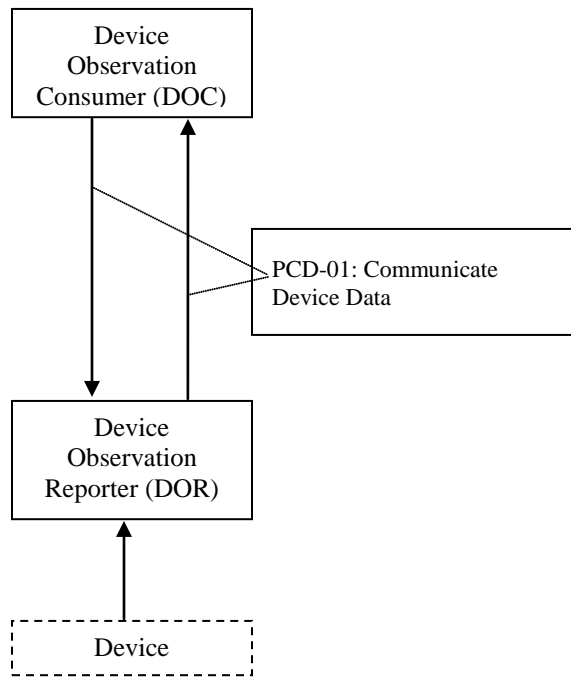 Device
Observation
Consumer (DOC)
PCD-01: Communicate
Device Data
Device
Observation
Reporter (DOR)
Device